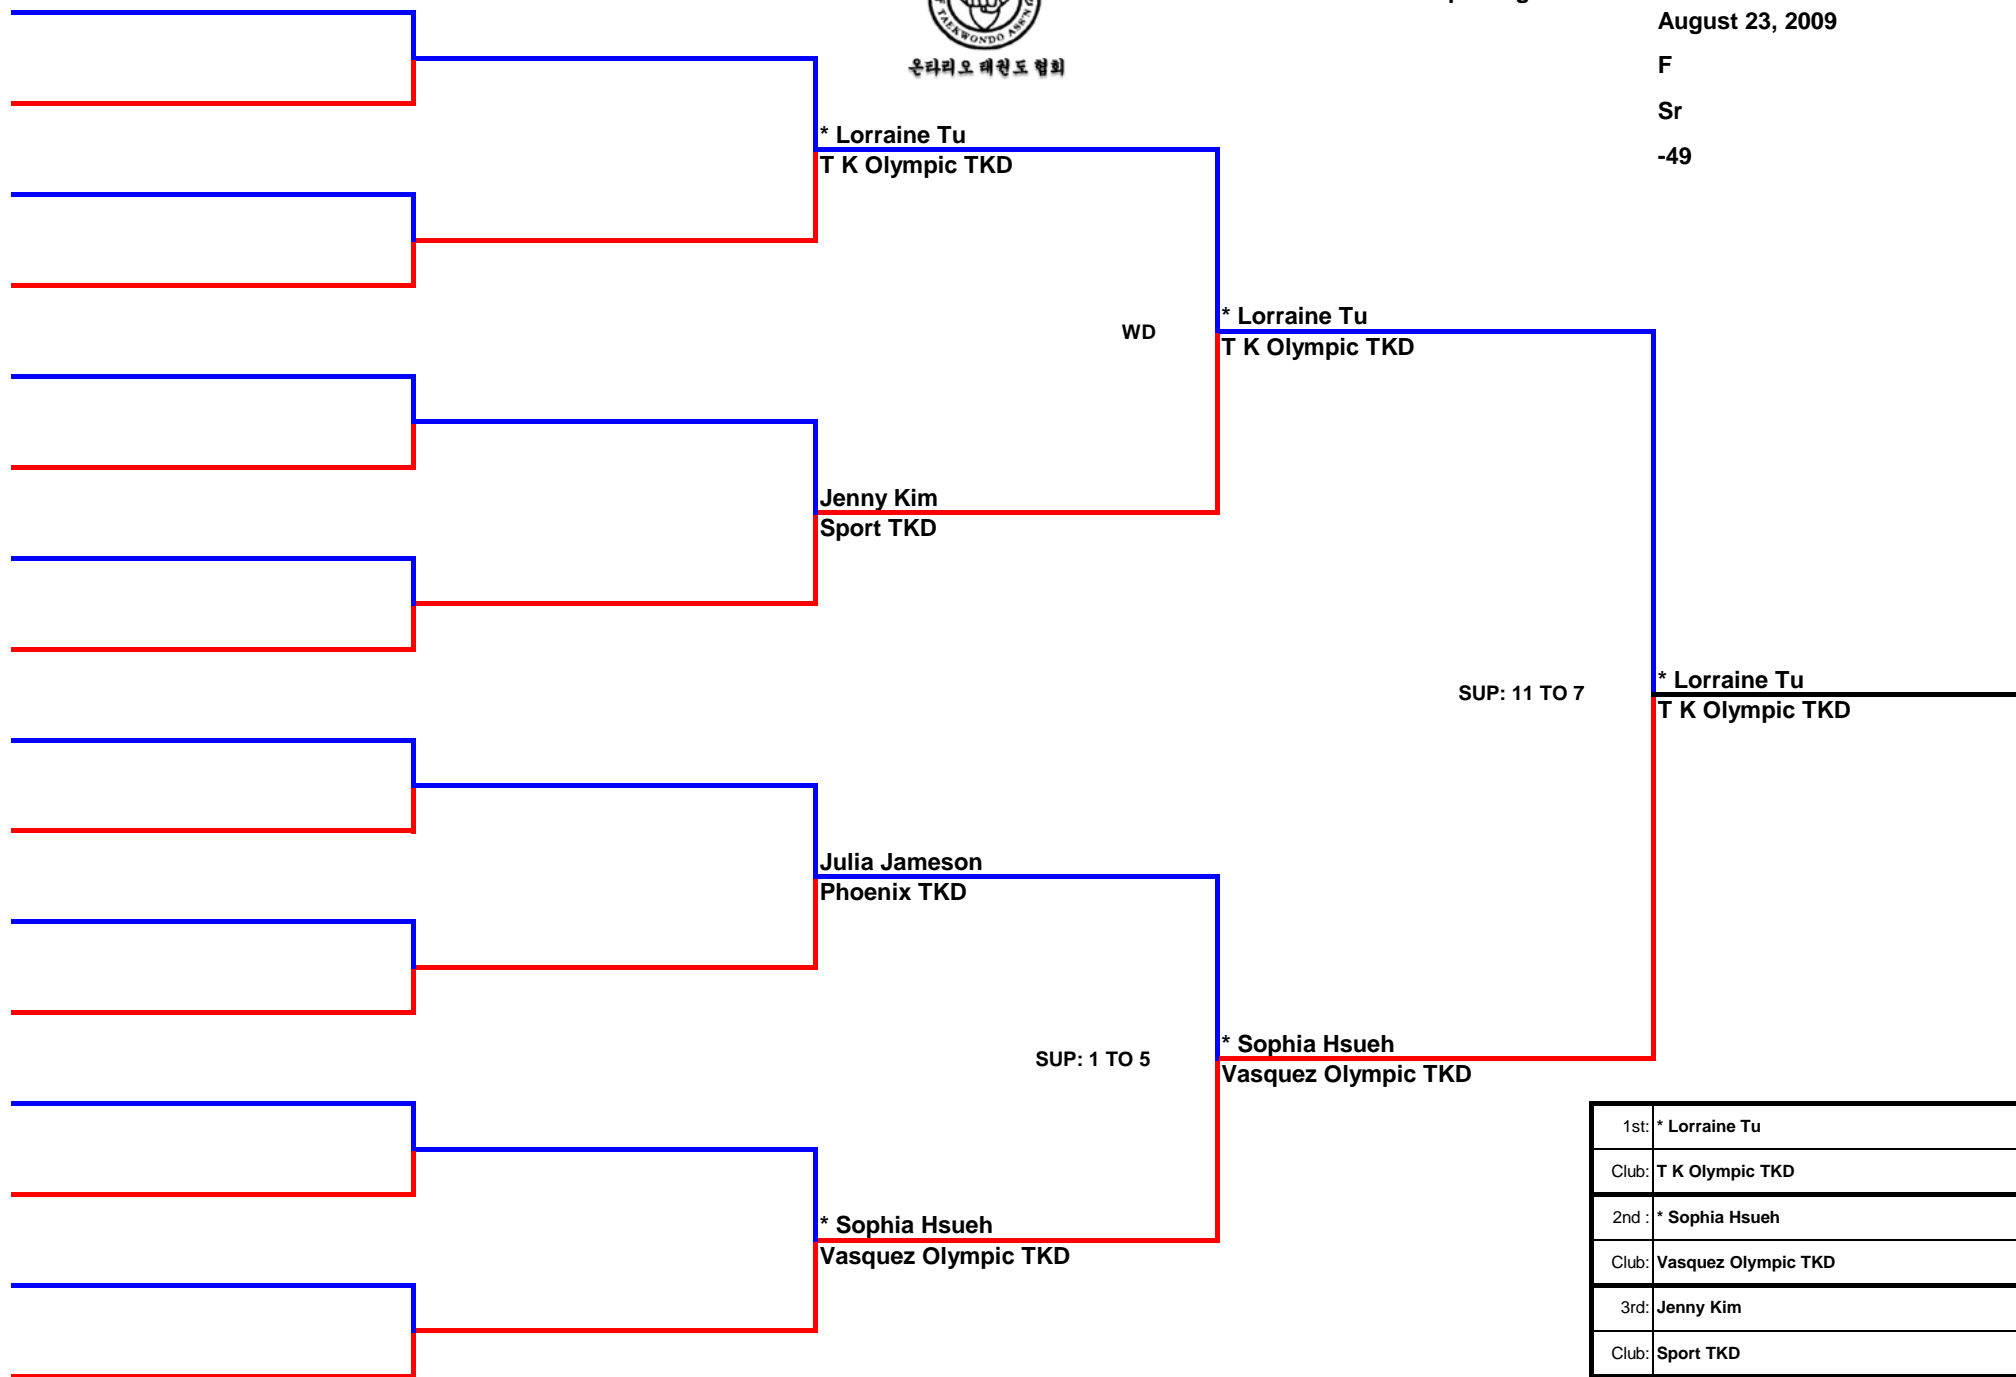 August 23, 2009
F
Sr
-49
TAEKWONDO ASS'N
온타리오 태권도 협회
* Lorraine Tu
T K Olympic TKD
WD
* Lorraine Tu
T K Olympic TKD
Jenny Kim
Sport TKD
SUP: 11 TO 7
* Lorraine Tu
T K Olympic TKD
Julia Jameson
Phoenix TKD
SUP: 1 TO 5
* Sophia Hsueh
Vasquez Olympic TKD
* Sophia Hsueh
Vasquez Olympic TKD
1st: * Lorraine Tu
Club: T K Olympic TKD
2nd : * Sophia Hsueh
Club: Vasquez Olympic TKD
3rd: Jenny Kim
Club: Sport TKD